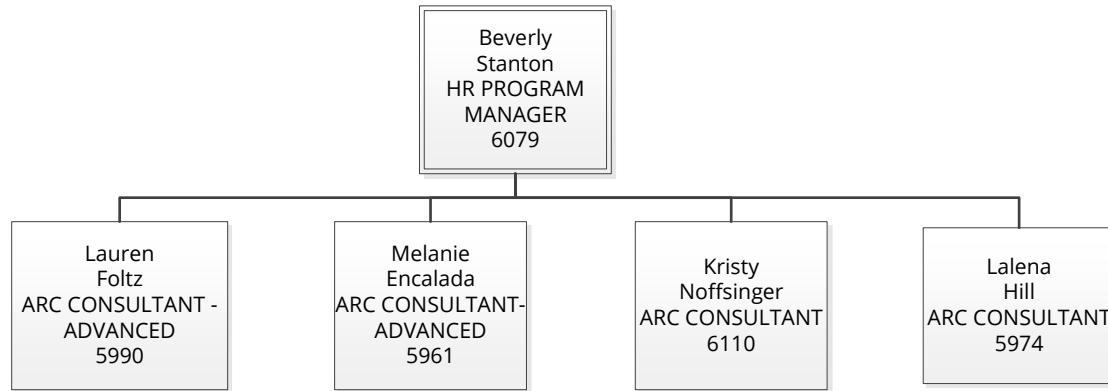 Beverly
Stanton
HR PROGRAM
MANAGER
6079
Lauren
Foltz
ARC CONSULTANT -
ADVANCED
5990
Melanie
Encalada
ARC CONSULTANT-
ADVANCED
5961
Kristy
Noffsinger
ARC CONSULTANT
6110
Lalena
Hill
ARC CONSULTANT
5974